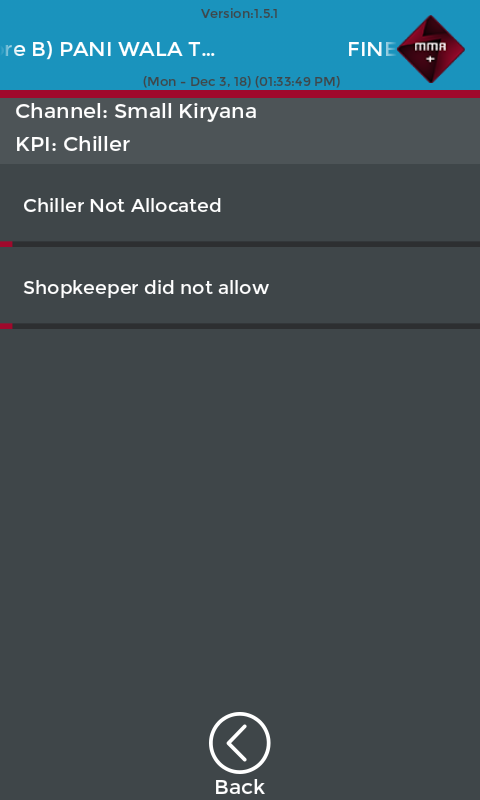 Version:1.5.1
re B) PANI WALA T... FINE
MMA
+
(Mon - Dec 3, 18) (01:33:49 PM)
Channel: Small Kiryana
KPI: Chiller
Chiller Not Allocated
Shopkeeper did not allow
Back